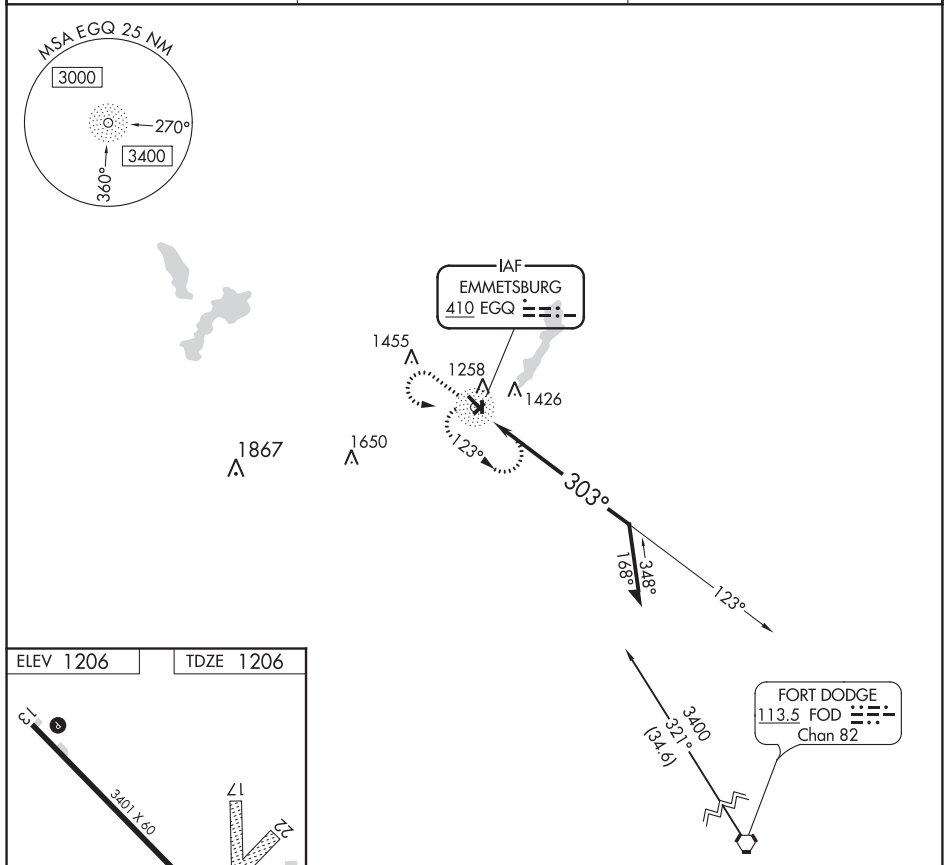 MSA EGQ 25 NM
3000
270°
3400
360°
IAF
EMMETSBURG
410 EGQ
1455
1258
1426
1867
1650
123°
303°
168°
348°
123°
ELEV 1206
TDZE 1206
3400
321°
(34.6)
FORT DODGE
113.5 FOD
Chan 82
13
P
3401 X 60
17
22